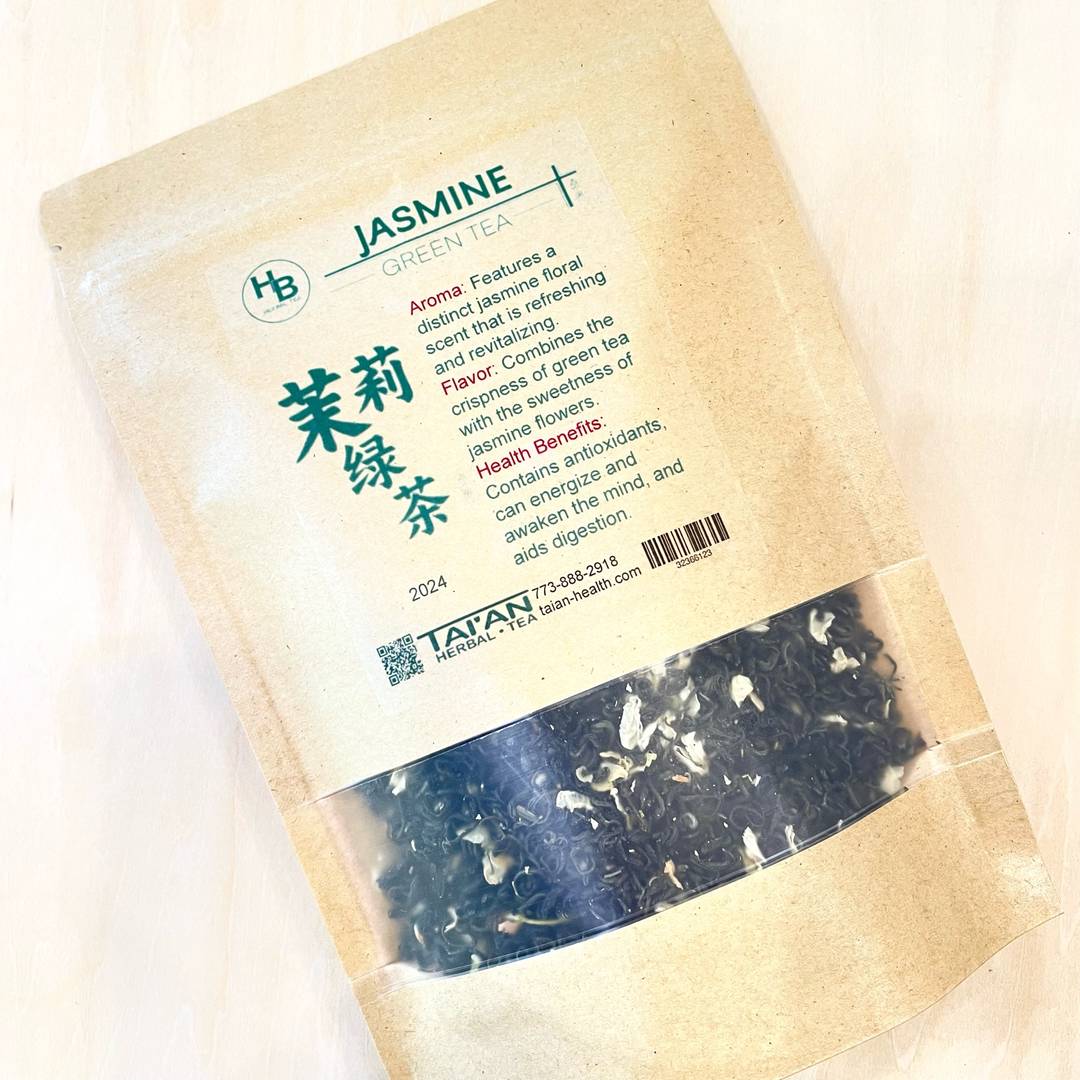 JASMINE
GREEN TEA
HB
HERBAL TEA
茉莉
绿
茶
Aroma: Features a
distinct jasmine floral
scent that is refreshing
and revitalizing.
Flavor: Combines the
crispness of green tea
with the sweetness of
jasmine flowers.
Health Benefits:
Contains antioxidants,
can energize and
awaken the mind, and
aids digestion.
2024
TAI'AN
HERBAL • TEA
773-888-2918
taian-health.com
32366123